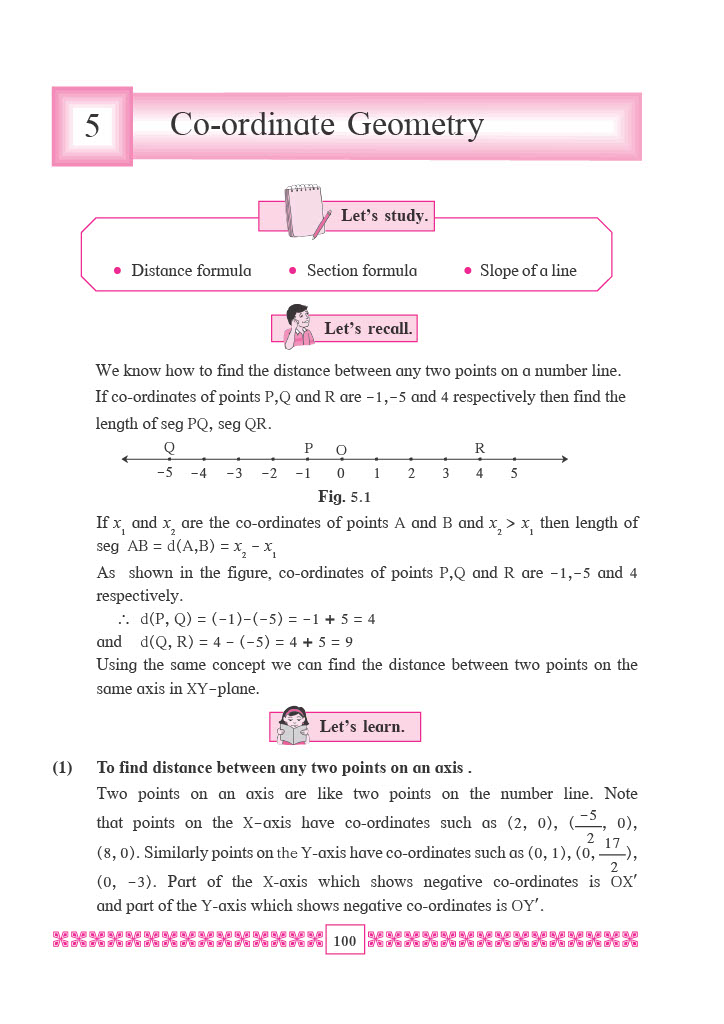 5
Co-ordinate Geometry
Let's study.
• Distance formula • Section formula • Slope of a line
Let's recall.
We know how to find the distance between any two points on a number line.
If co-ordinates of points P,Q and R are -1,-5 and 4 respectively then find the
length of seg PQ, seg QR.
Q P O R
-5 -4 -3 -2 -1 0 1 2 3 4 5
Fig. 5.1
If x₁ and x₂ are the co-ordinates of points A and B and x₂ > x₁ then length of
seg AB = d(A,B) = x₂ - x₁
As shown in the figure, co-ordinates of points P,Q and R are -1,-5 and 4
respectively.
∴ d(P, Q) = (-1)-(-5) = -1 + 5 = 4
and d(Q, R) = 4 - (-5) = 4 + 5 = 9
Using the same concept we can find the distance between two points on the
same axis in XY-plane.
Let's learn.
(1) To find distance between any two points on an axis .
Two points on an axis are like two points on the number line. Note
that points on the X-axis have co-ordinates such as (2, 0), (-5/2, 0),
(8, 0). Similarly points on the Y-axis have co-ordinates such as (0, 1), (0, 17/2),
(0, -3). Part of the X-axis which shows negative co-ordinates is OX′
and part of the Y-axis which shows negative co-ordinates is OY′.
100